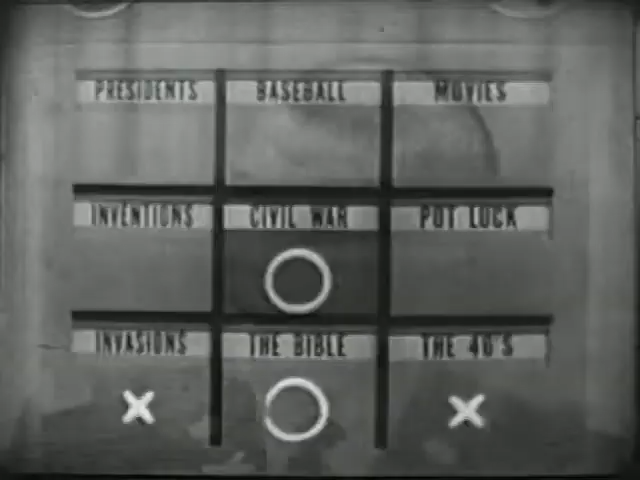 PRESIDENTS BASEBALL MOVIES
INVENTIONS CIVIL WAR POT LUCK
INVASIONS THE BIBLE THE 40'S
X O X
O